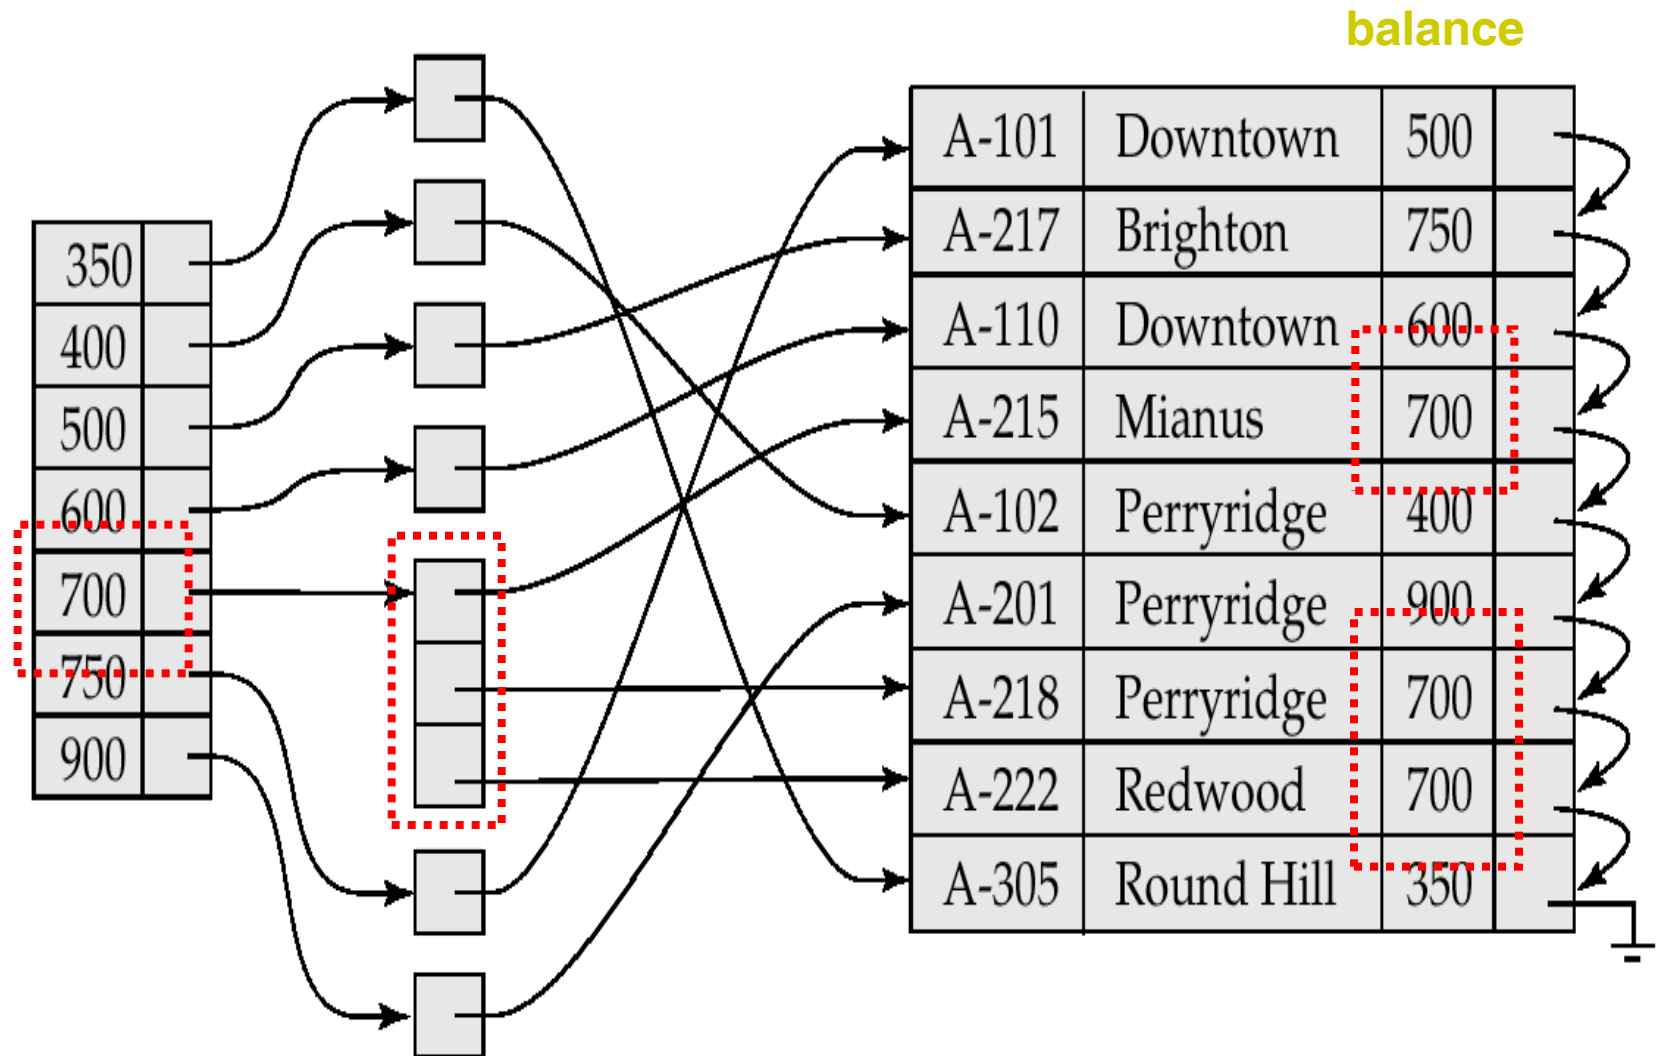 balance
350
400
500
600
700
750
900
A-101 Downtown 500
A-217 Brighton 750
A-110 Downtown 600
A-215 Mianus 700
A-102 Perryridge 400
A-201 Perryridge 900
A-218 Perryridge 700
A-222 Redwood 700
A-305 Round Hill 350